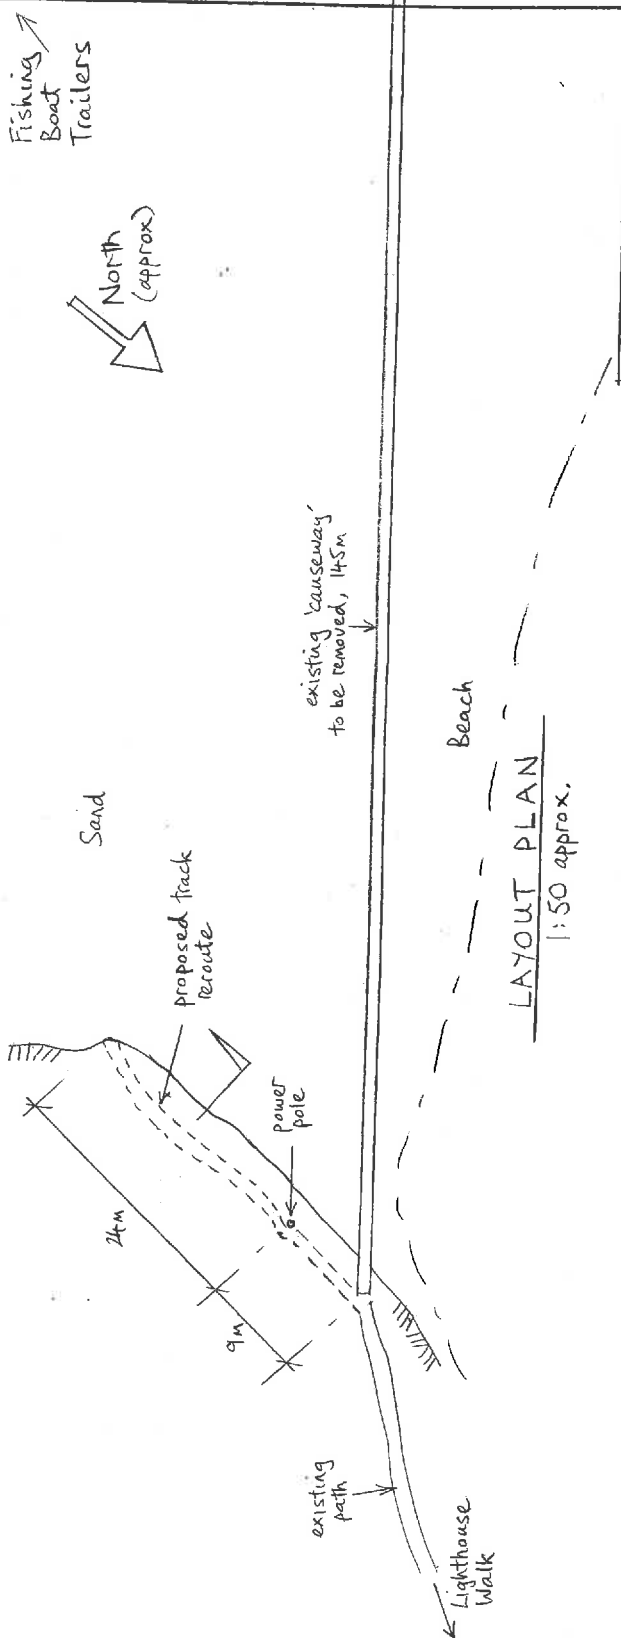 Fishing
Boat
Trailers
North
(approx)
existing 'causeway'
to be removed, 145m
Sand
Beach
proposed track
reroute
power
pole
24M
9M
existing
path
Lighthouse
Walk
LAYOUT PLAN
1:50 approx.